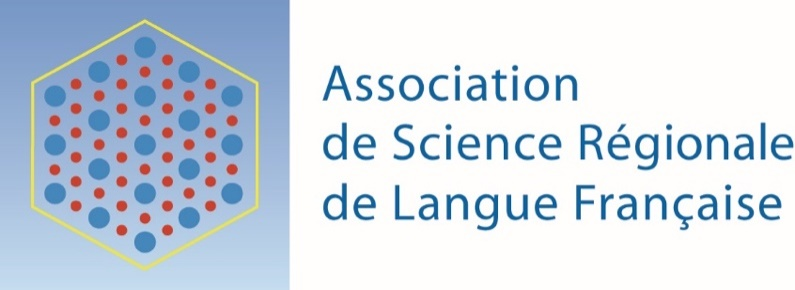 Association
de Science Régionale
de Langue Française